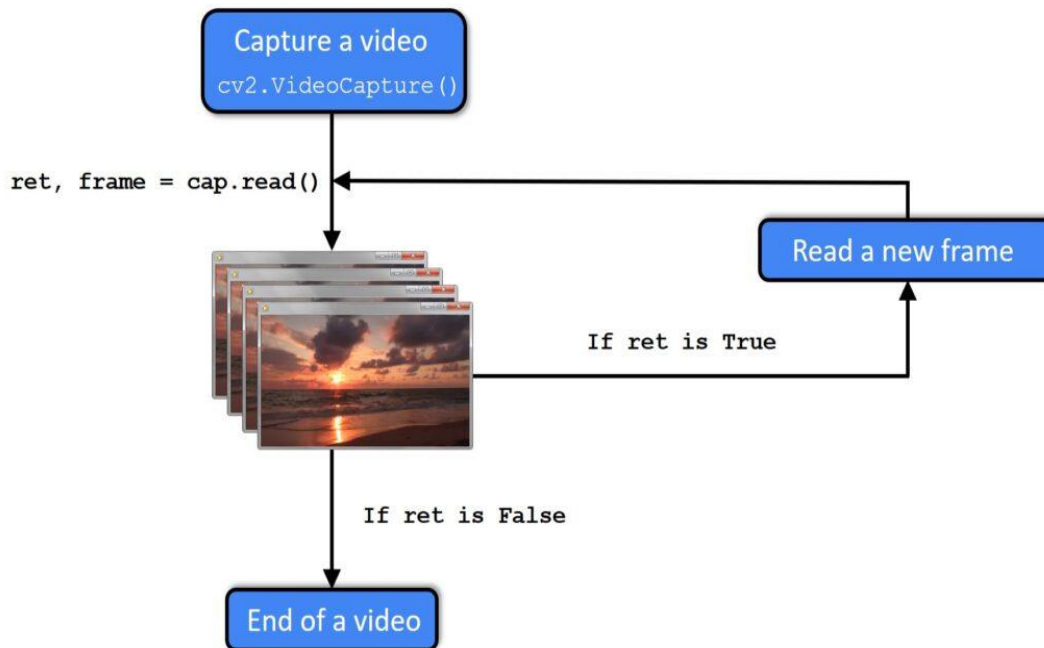 Capture a video
cv2.VideoCapture()
ret, frame = cap.read()
Read a new frame
If ret is True
If ret is False
End of a video